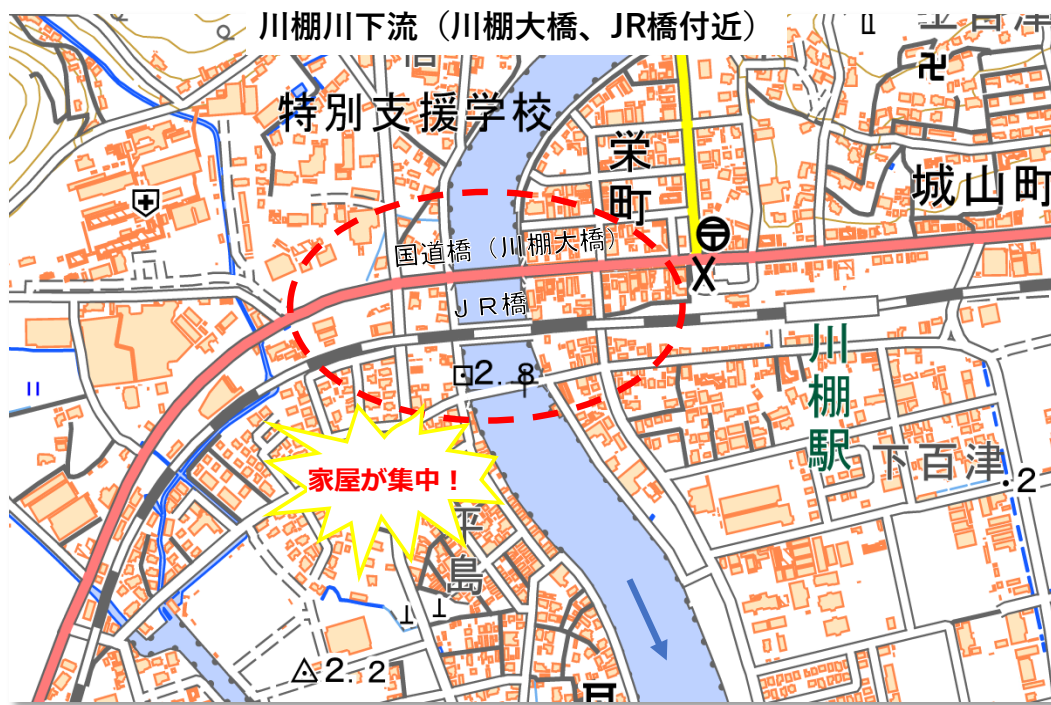 川棚川下流（川棚大橋、JR橋付近）
特別支援学校
栄町
城山町
国道橋（川棚大橋）
ＪＲ橋
2.8
川棚駅
下百津
2
家屋が集中！
平島
2.2